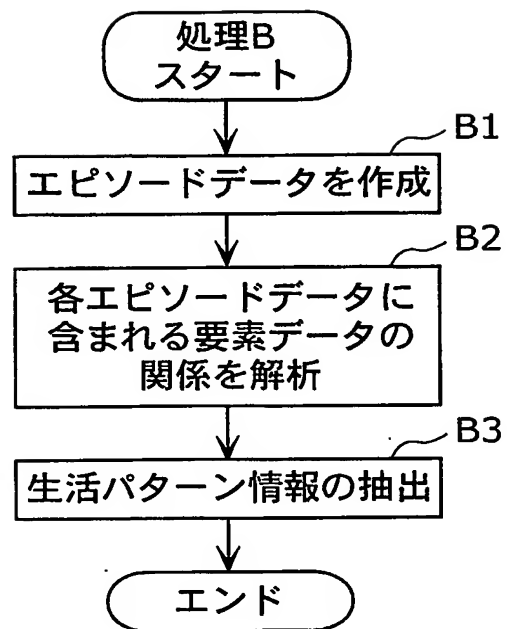 処理B
スタート
B1
エピソードデータを作成
B2
各エピソードデータに
含まれる要素データの
関係を解析
B3
生活パターン情報の抽出
エンド